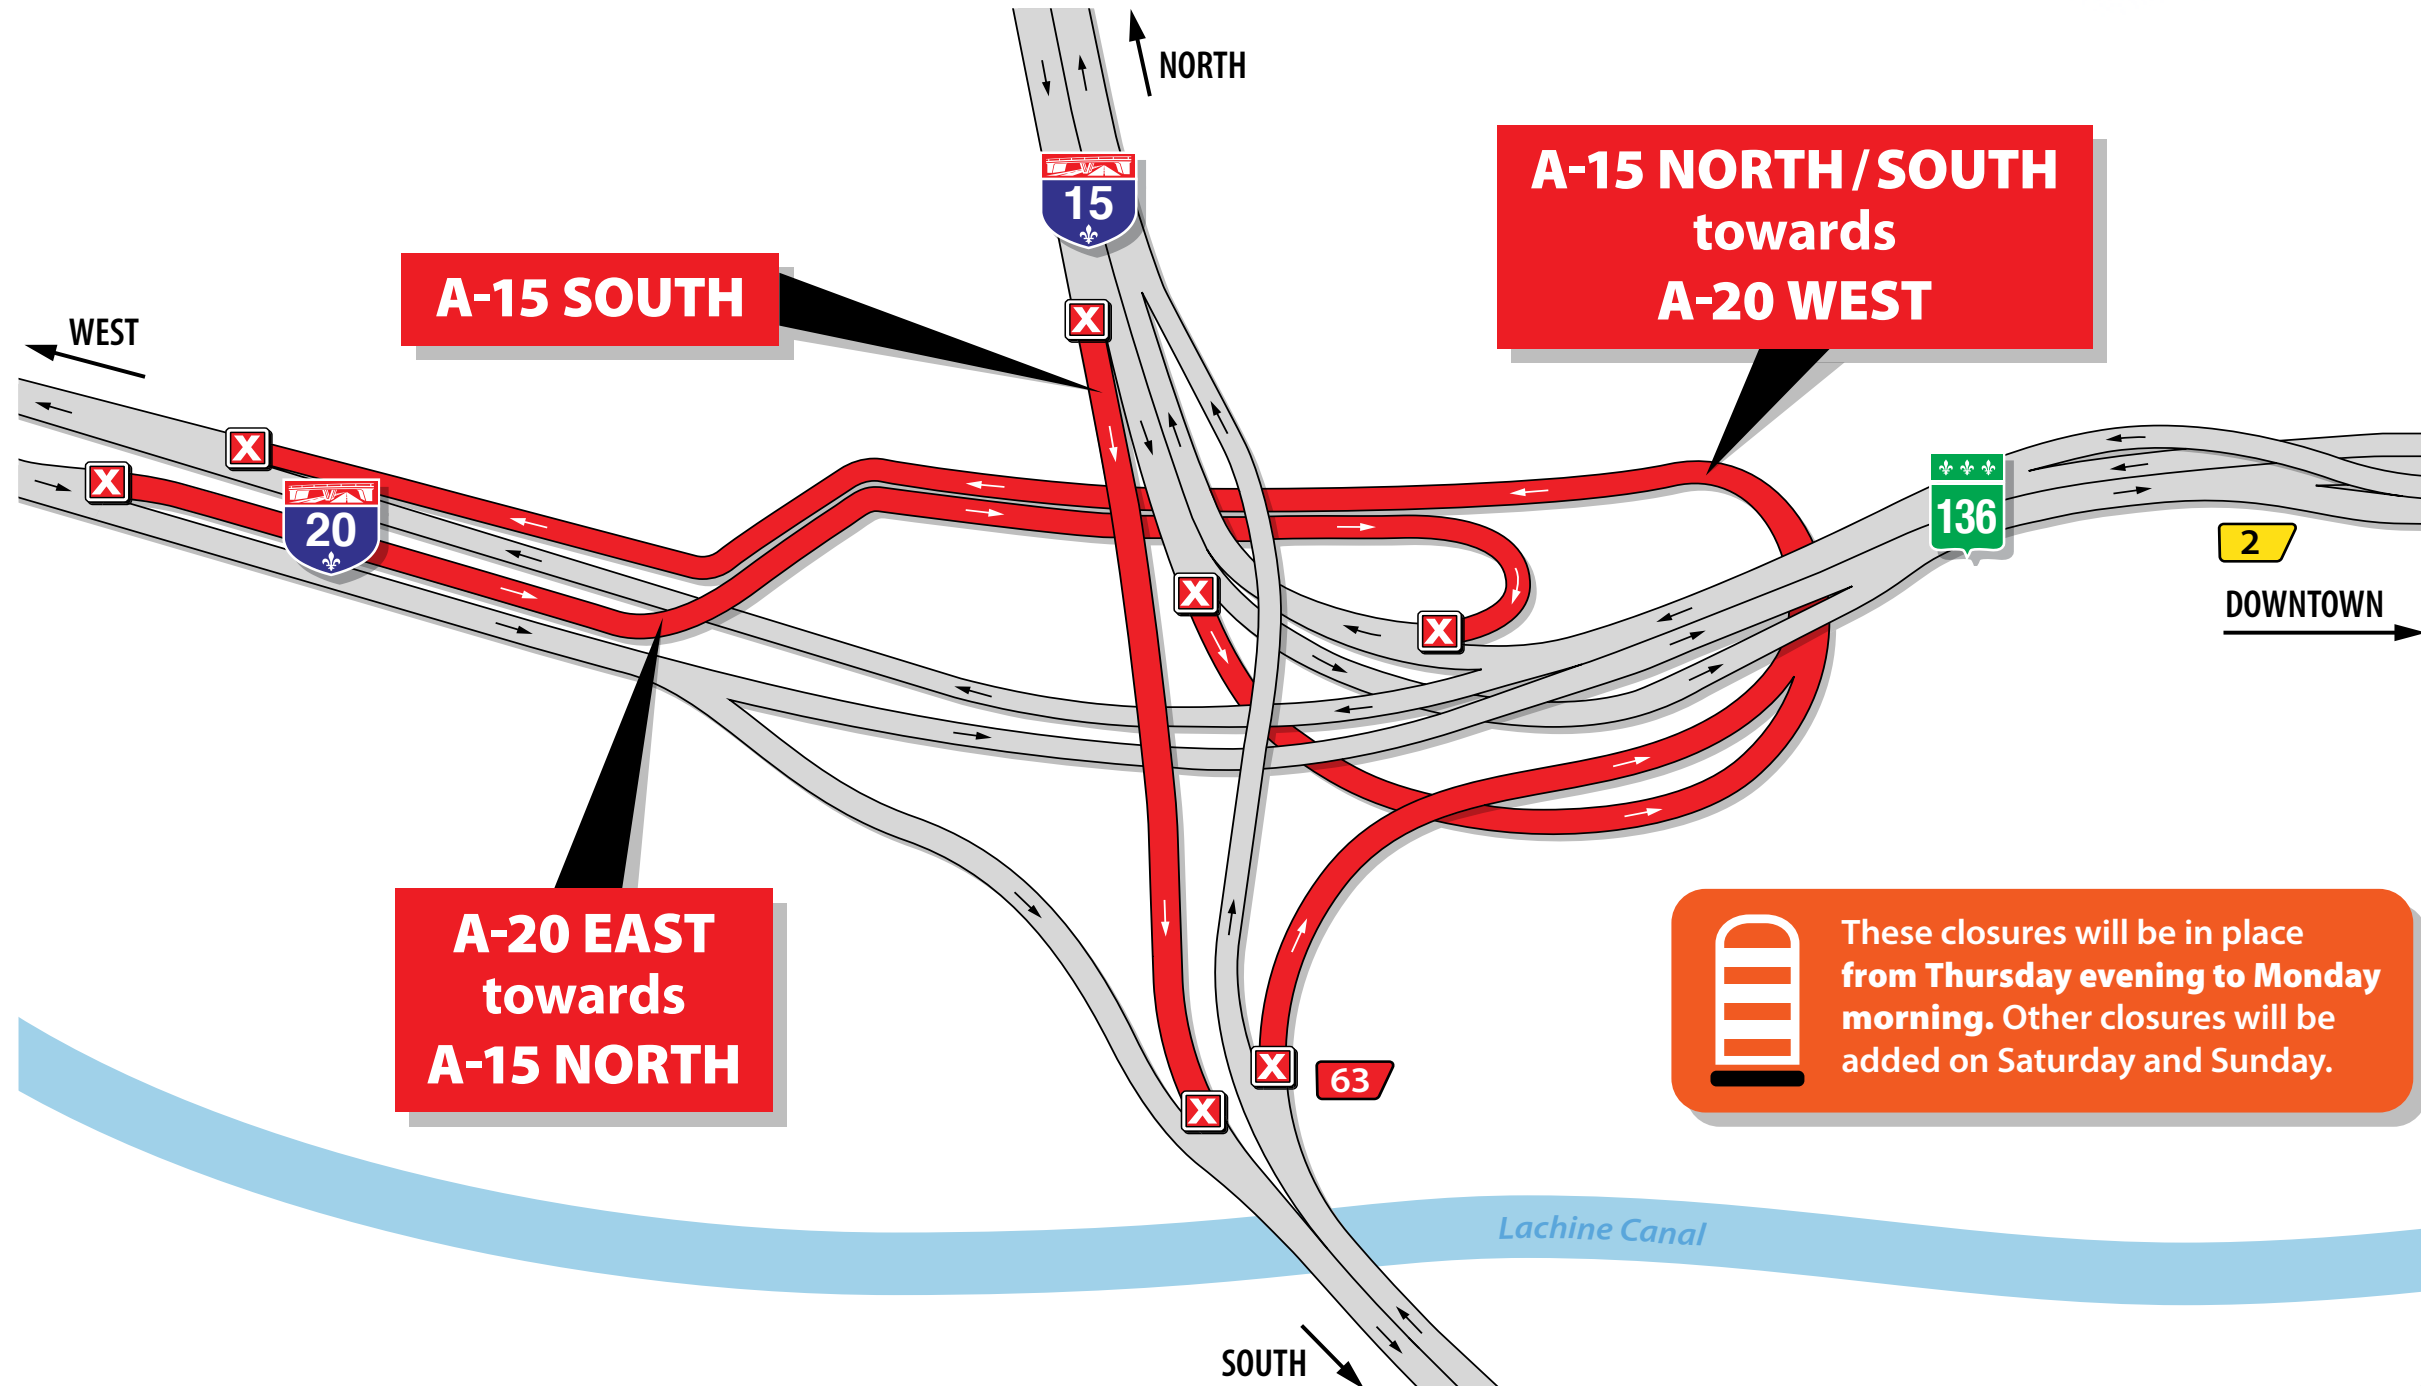 NORTH
15
A-15 NORTH/SOUTH
towards
A-20 WEST
A-15 SOUTH
WEST
20
136
2
DOWNTOWN
A-20 EAST
towards
A-15 NORTH
These closures will be in place
from Thursday evening to Monday
morning. Other closures will be
added on Saturday and Sunday.
63
Lachine Canal
SOUTH
X
X
X
X
X
X
X